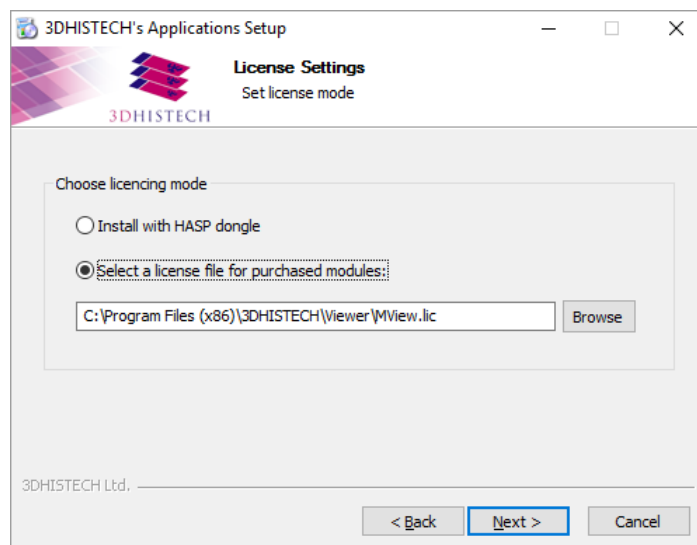 3DHISTECH's Applications Setup
License Settings
Set license mode
3DHISTECH
Choose licencing mode
Install with HASP dongle
Select a license file for purchased modules:
C:\Program Files (x86)\3DHISTECH\Viewer\MView.lic
Browse
3DHISTECH Ltd.
< Back
Next >
Cancel